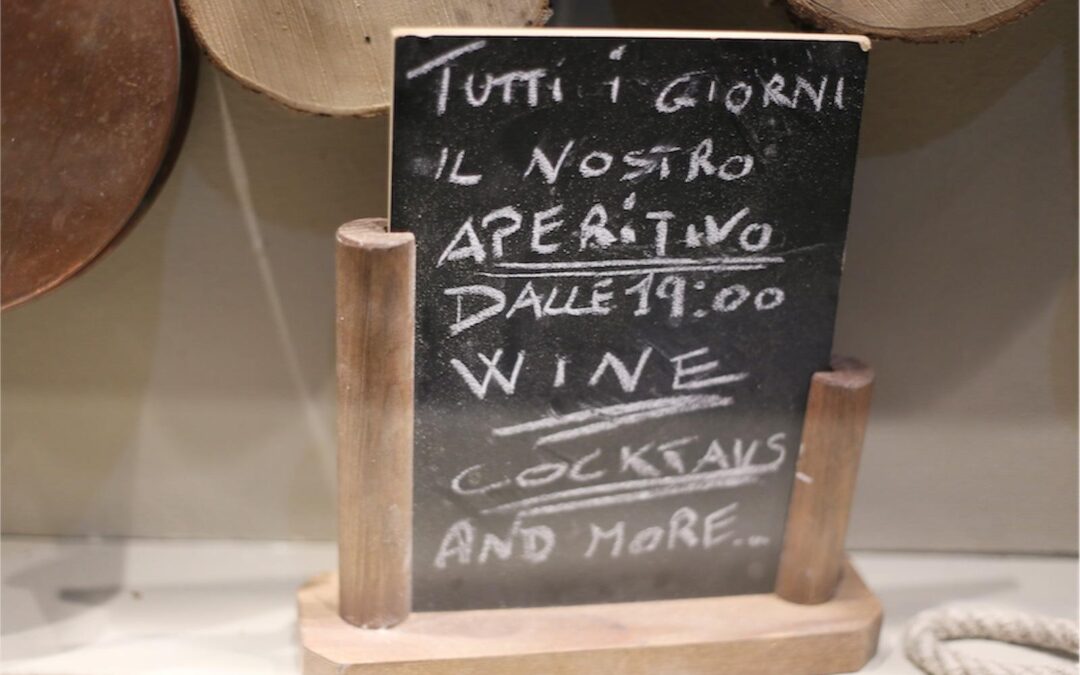 TUTTI i GIORNI
IL NOSTRO
APERITIVO
DALLE 19:00
WINE
COCKTAILS
AND MORE...